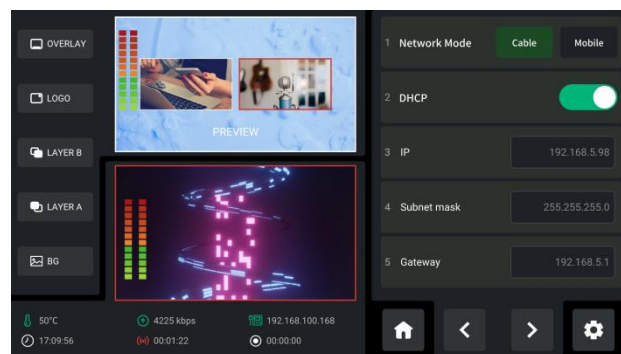 OVERLAY
LOGO
LAYER B
LAYER A
BG
PREVIEW
50°C
4225 kbps
192.168.100.168
17:09:56
00:01:22
00:00:00
1 Network Mode Cable Mobile
2 DHCP
3 IP 192.168.5.98
4 Subnet mask 255.255.255.0
5 Gateway 192.168.5.1